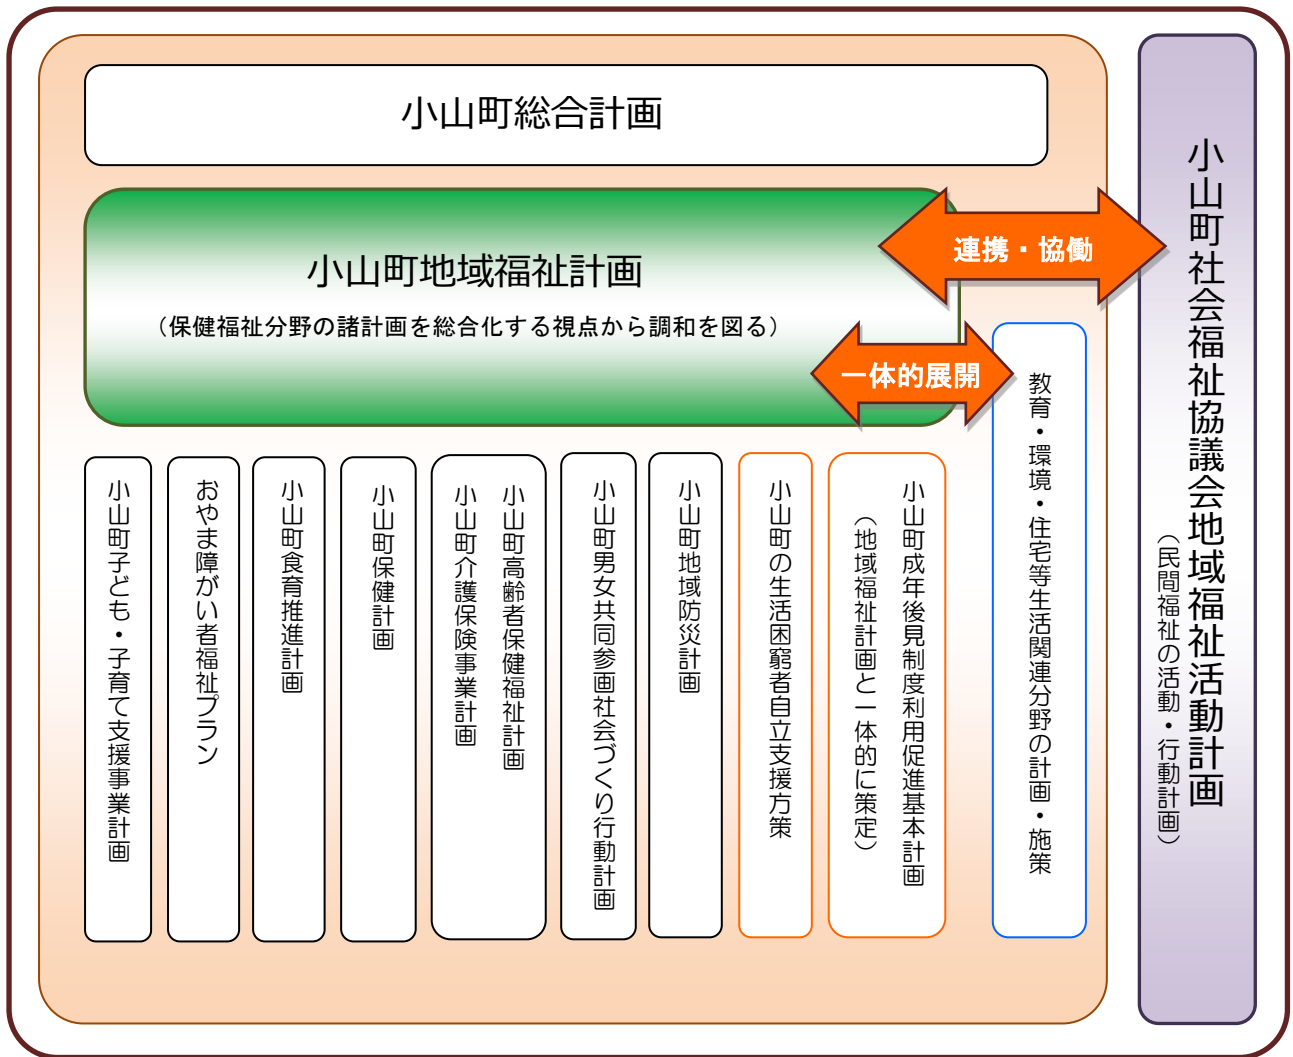 小山町総合計画
小山町地域福祉計画
（保健福祉分野の諸計画を総合化する視点から調和を図る）
連携・協働
一体的展開
小山町子ども・子育て支援事業計画
おやま障がい者福祉プラン
小山町食育推進計画
小山町保健計画
小山町高齢者保健福祉計画
小山町介護保険事業計画
小山町男女共同参画社会づくり行動計画
小山町地域防災計画
小山町の生活困窮者自立支援方策
小山町成年後見制度利用促進基本計画
（地域福祉計画と一体的に策定）
教育・環境・住宅等生活関連分野の計画・施策
小山町社会福祉協議会地域福祉活動計画
（民間福祉の活動・行動計画）